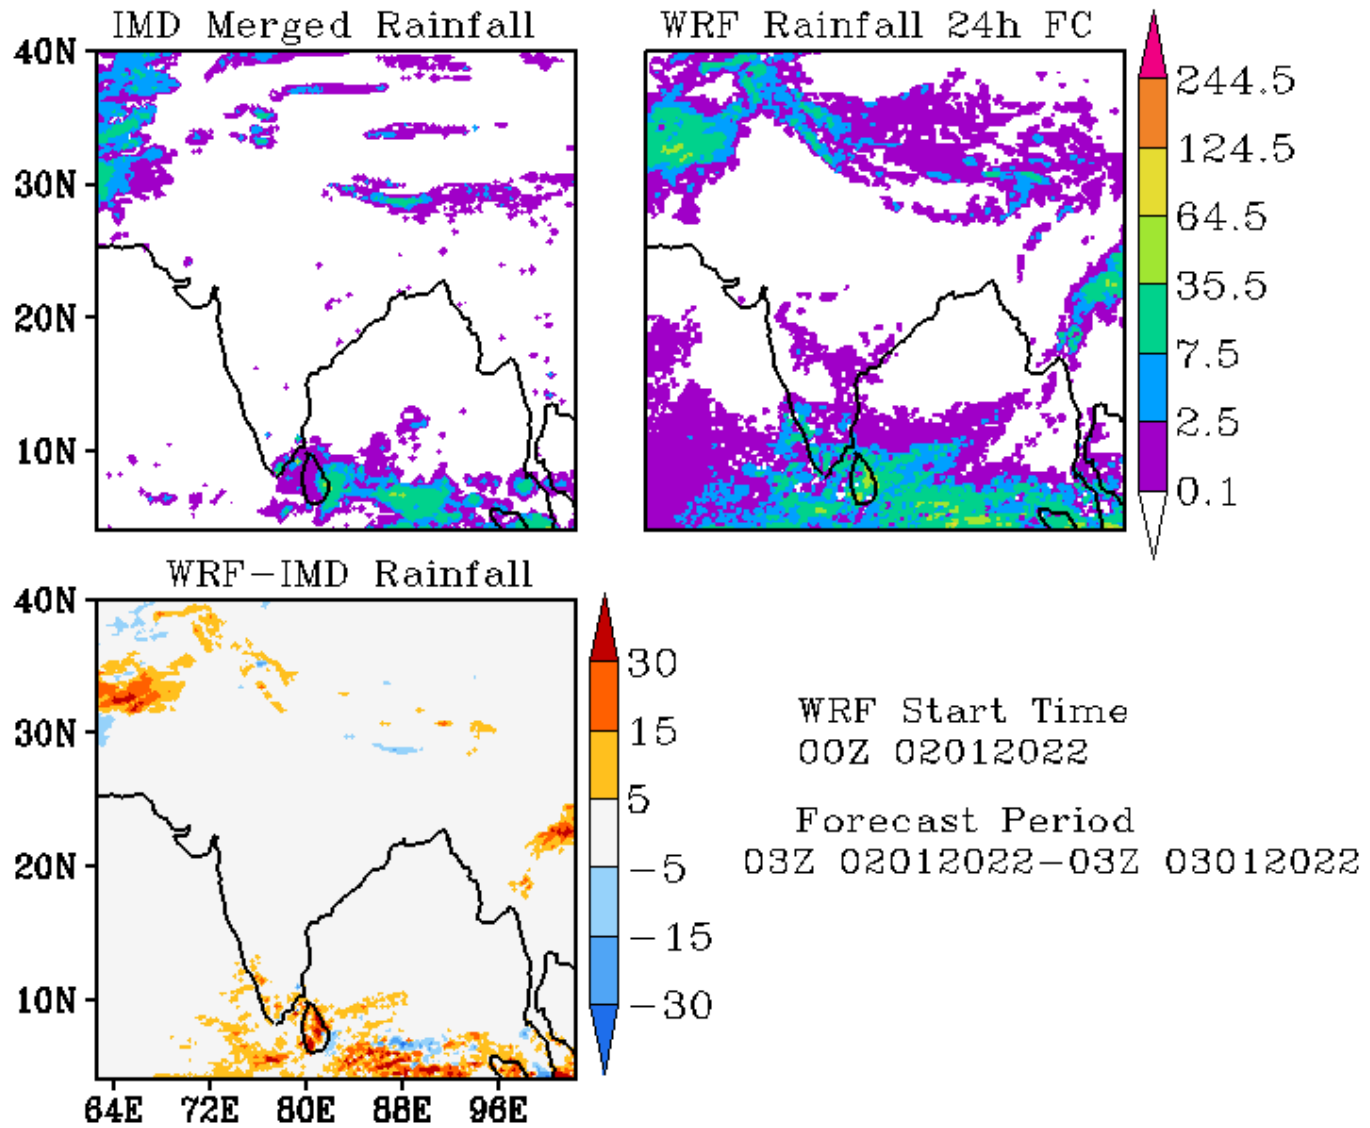 IMD Merged Rainfall
WRF Rainfall 24h FC
40N
30N
20N
10N
244.5
124.5
64.5
35.5
7.5
2.5
0.1
WRF-IMD Rainfall
40N
30N
20N
10N
64E 72E 80E 88E 96E
30
15
5
-5
-15
-30
WRF Start Time
00Z 02012022
Forecast Period
03Z 02012022-03Z 03012022